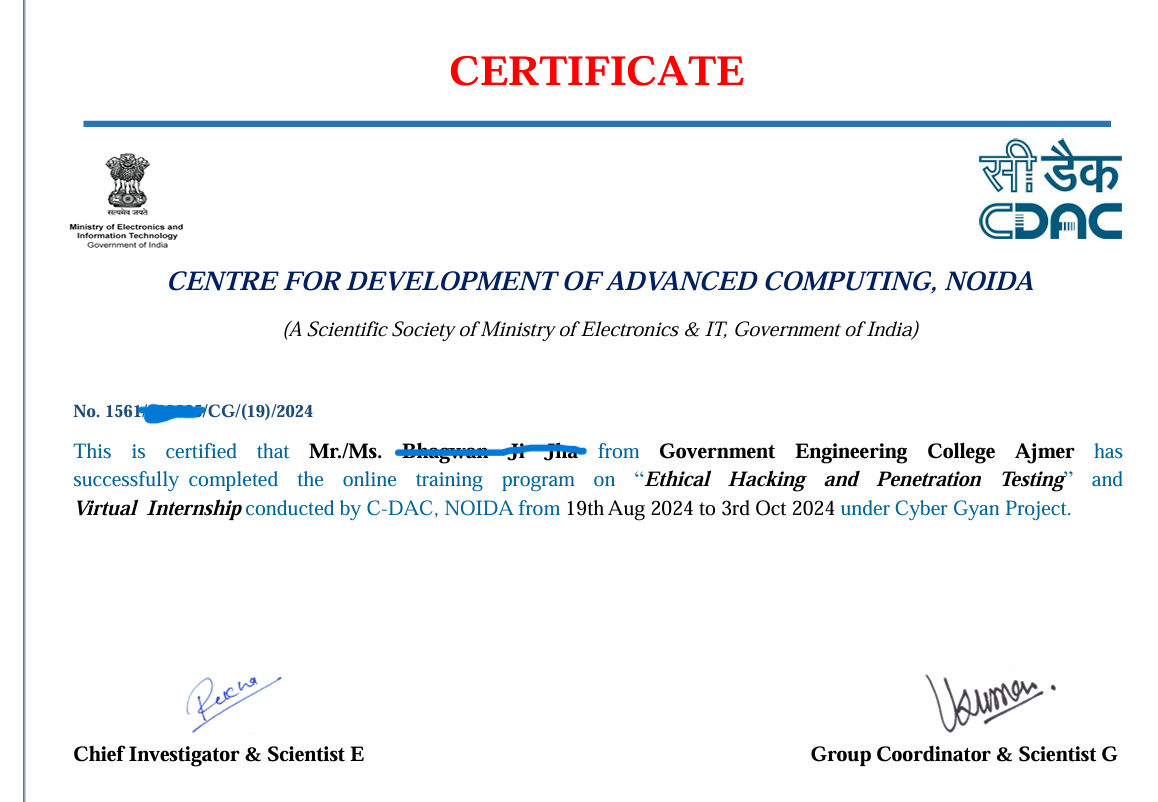 CERTIFICATE
सत्यमेव जयते
Ministry of Electronics and
Information Technology
Government of India
सी डैक
CDAC
CENTRE FOR DEVELOPMENT OF ADVANCED COMPUTING, NOIDA
(A Scientific Society of Ministry of Electronics & IT, Government of India)
No. 1561/ /CG/(19)/2024
This is certified that Mr./Ms. Bhagwan Ji Jha from Government Engineering College Ajmer has
successfully completed the online training program on “Ethical Hacking and Penetration Testing” and
Virtual Internship conducted by C-DAC, NOIDA from 19th Aug 2024 to 3rd Oct 2024 under Cyber Gyan Project.
Chief Investigator & Scientist E
Group Coordinator & Scientist G